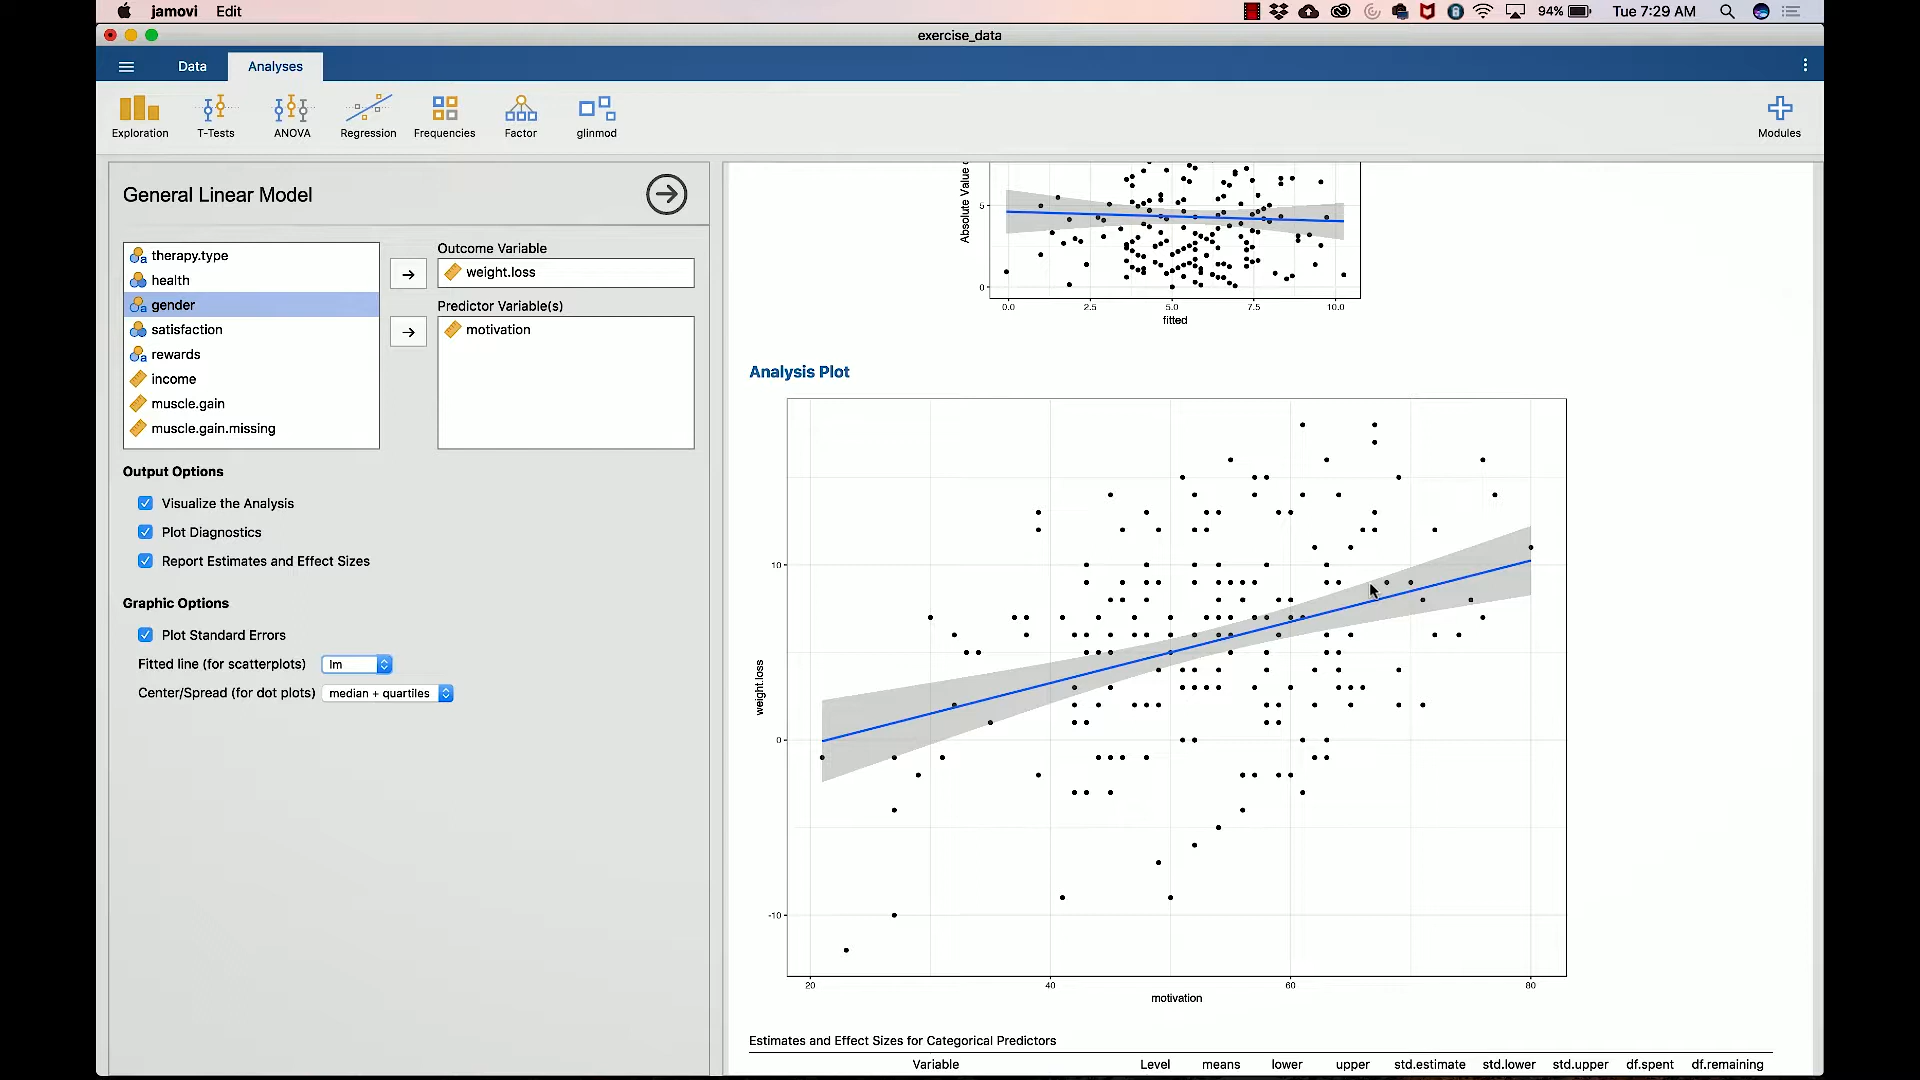 jamovi Edit 94% Tue 7:29 AM
exercise_data
Data Analyses
Exploration T-Tests ANOVA Regression Frequencies Factor glinmod Modules
General Linear Model
therapy.type
health
gender
satisfaction
rewards
income
muscle.gain
muscle.gain.missing
Outcome Variable
weight.loss
Predictor Variable(s)
motivation
Output Options
Visualize the Analysis
Plot Diagnostics
Report Estimates and Effect Sizes
Graphic Options
Plot Standard Errors
Fitted line (for scatterplots) lm
Center/Spread (for dot plots) median + quartiles
Absolute Value
5
0
0.0 2.5 5.0 7.5 10.0
fitted
Analysis Plot
weight.loss
10
0
-10
20 40 60 80
motivation
Estimates and Effect Sizes for Categorical Predictors
Variable Level means lower upper std.estimate std.lower std.upper df.spent df.remaining